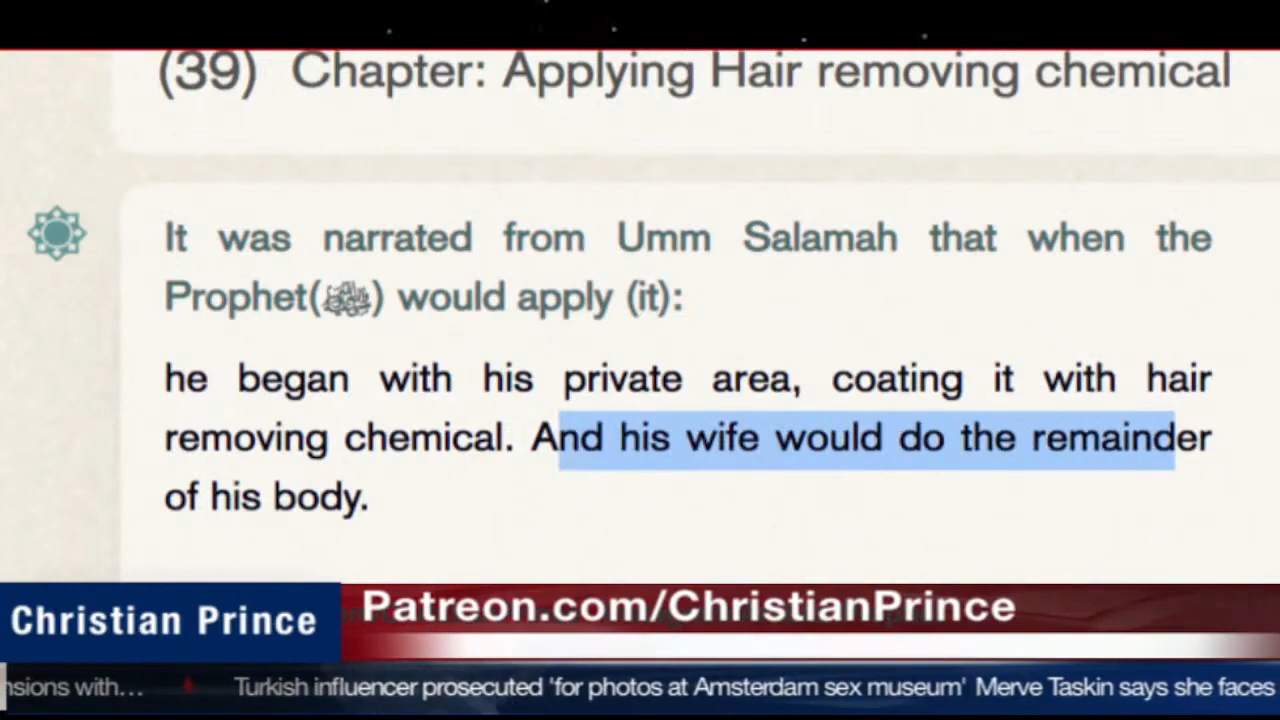 (39) Chapter: Applying Hair removing chemical
It was narrated from Umm Salamah that when the
Prophet(ﷺ) would apply (it):
he began with his private area, coating it with hair
removing chemical. And his wife would do the remainder
of his body.
Christian Prince
Patreon.com/ChristianPrince
nsions with... Turkish influencer prosecuted 'for photos at Amsterdam sex museum' Merve Taskin says she faces